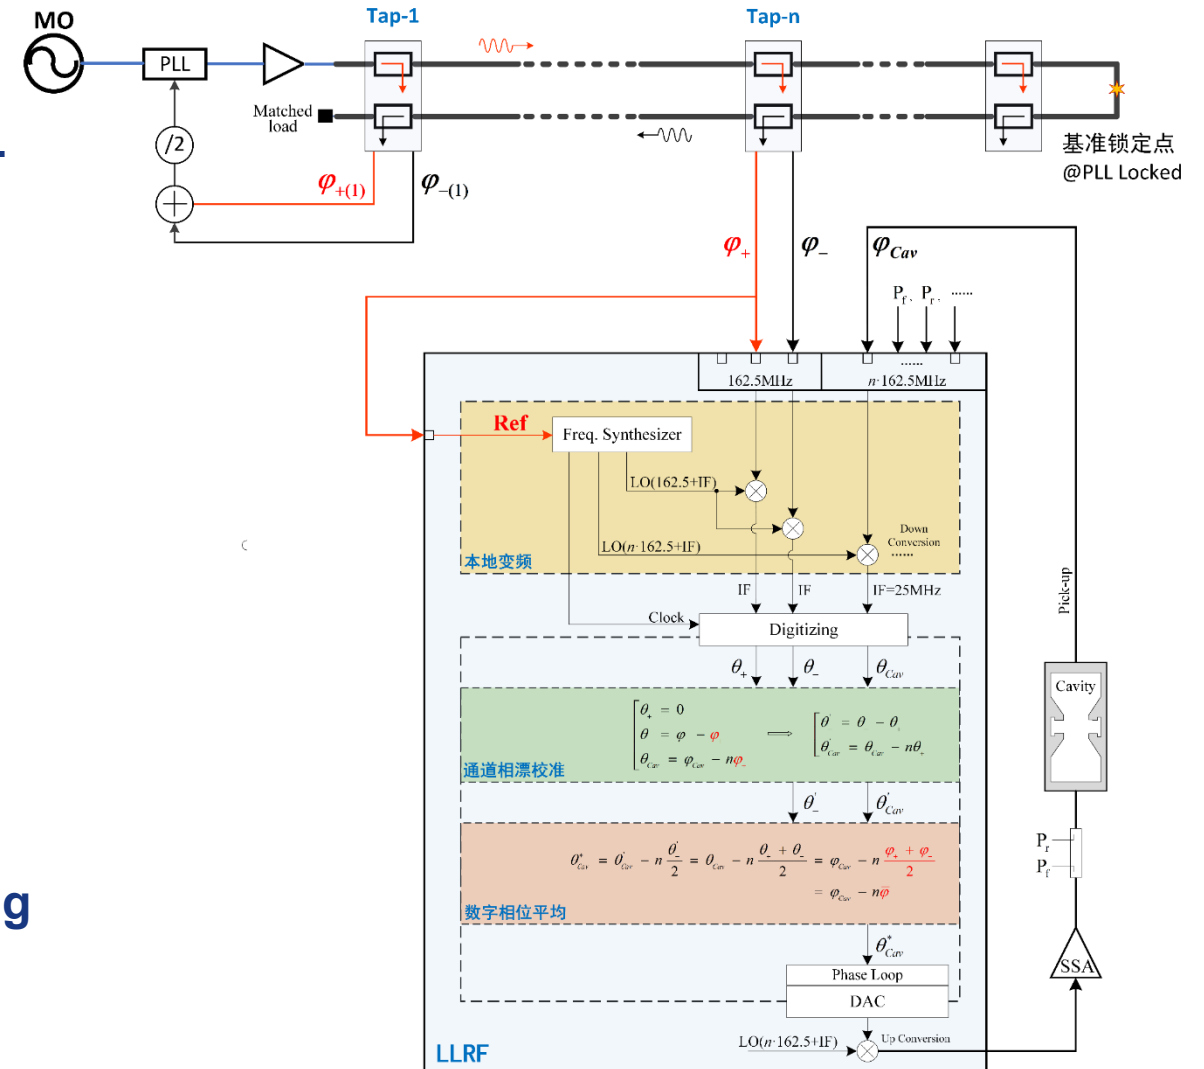 MO
Tap-1
Tap-n
PLL
Matched
load
/2
基准锁定点
@PLL Locked
φ+(1)
φ−(1)
φ+
φ−
φCav
Pf、Pr、......
......
162.5MHz
n·162.5MHz
Ref
Freq. Synthesizer
LO(162.5+IF)
LO(n·162.5+IF)
Down
Conversion
......
本地变频
IF
IF
IF=25MHz
Clock
Digitizing
Pick-up
θ+
θ−
θCav
Cavity
θ+ = 0
θ = φ − φ
θCav = φCav − nφ−
⟹
θ' = θ − θ
θ'Cav = θCav − nθ+
通道相漂校准
θ'−
θ'Cav
Pr
Pf
θ*Cav = θ'Cav − n θ'−/2 = θCav − n (θ− + θ−)/2 = φCav − n (φ+ + φ−)/2
= φCav − nφ̅
数字相位平均
g
θ*Cav
SSA
Phase Loop
DAC
LO(n·162.5+IF)
Up Conversion
LLRF